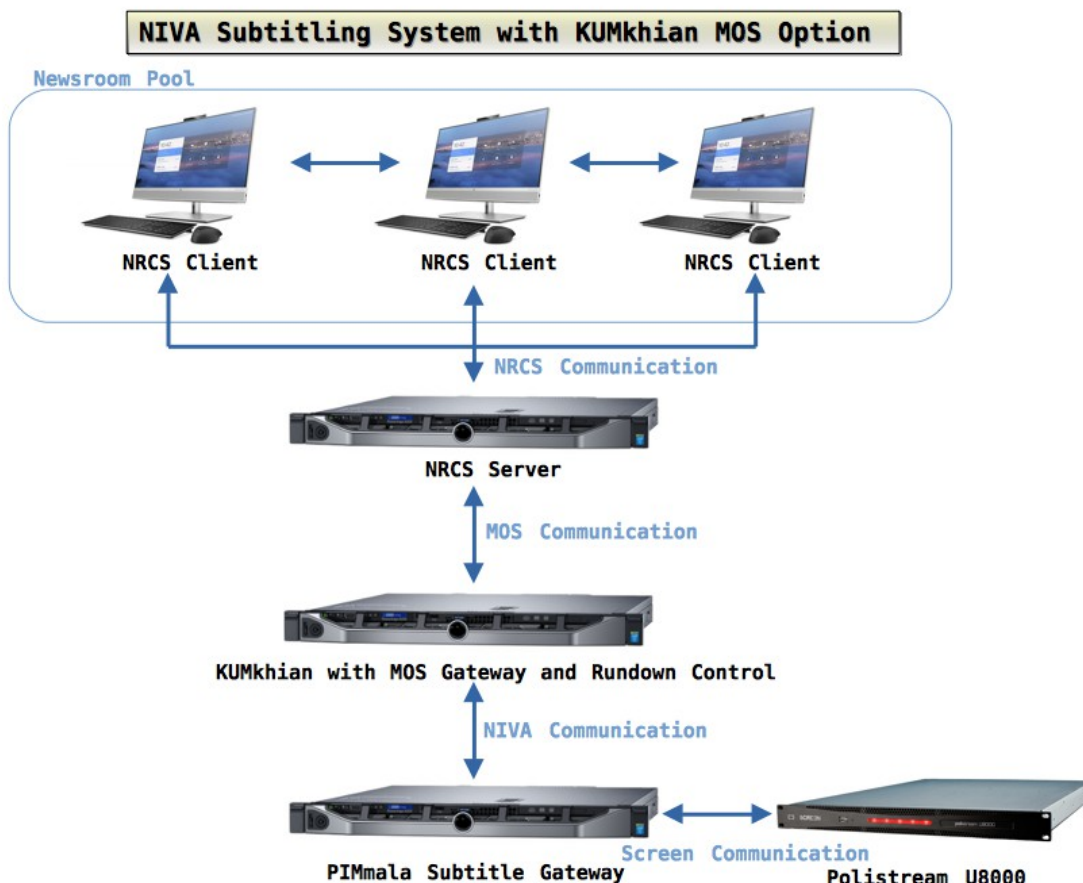 NIVA Subtitling System with KUMkhian MOS Option
Newsroom Pool
NRCS Client
NRCS Client
NRCS Client
NRCS Communication
NRCS Server
MOS Communication
KUMkhian with MOS Gateway and Rundown Control
NIVA Communication
Screen Communication
PIMmala Subtitle Gateway
Polistream U8000